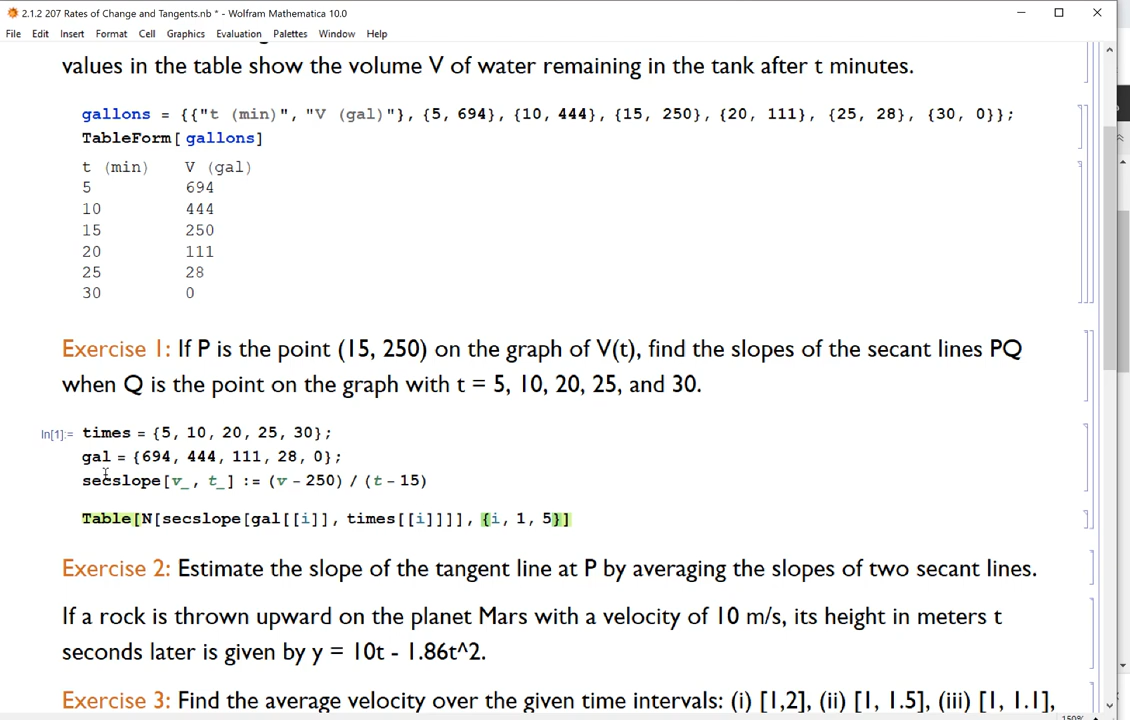 2.1.2 207 Rates of Change and Tangents.nb * - Wolfram Mathematica 10.0
File Edit Insert Format Cell Graphics Evaluation Palettes Window Help
values in the table show the volume V of water remaining in the tank after t minutes.
gallons = {{"t (min)", "V (gal)"}, {5, 694}, {10, 444}, {15, 250}, {20, 111}, {25, 28}, {30, 0}};
TableForm[gallons]
t (min) V (gal)
5 694
10 444
15 250
20 111
25 28
30 0
Exercise 1: If P is the point (15, 250) on the graph of V(t), find the slopes of the secant lines PQ
when Q is the point on the graph with t = 5, 10, 20, 25, and 30.
In[1]:= times = {5, 10, 20, 25, 30};
gal = {694, 444, 111, 28, 0};
secslope[v_, t_] := (v - 250) / (t - 15)
Table[N[secslope[gal[[i]], times[[i]]]], {i, 1, 5}]
Exercise 2: Estimate the slope of the tangent line at P by averaging the slopes of two secant lines.
If a rock is thrown upward on the planet Mars with a velocity of 10 m/s, its height in meters t
seconds later is given by y = 10t - 1.86t^2.
Exercise 3: Find the average velocity over the given time intervals: (i) [1,2], (ii) [1, 1.5], (iii) [1, 1.1],
150%